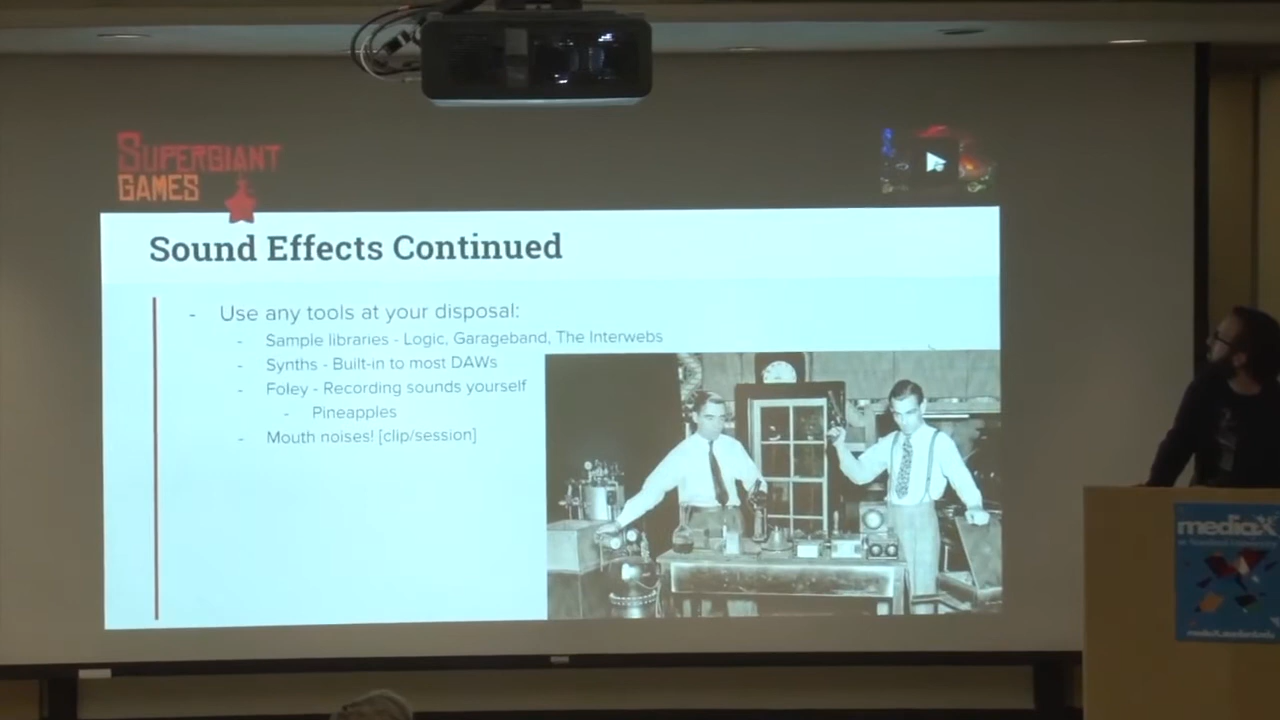 SUPERGIANT
GAMES
Sound Effects Continued
- Use any tools at your disposal:
- Sample libraries - Logic, Garageband, The Interwebs
- Synths - Built-in to most DAWs
- Foley - Recording sounds yourself
- Pineapples
- Mouth noises! [clip/session]
mediaX